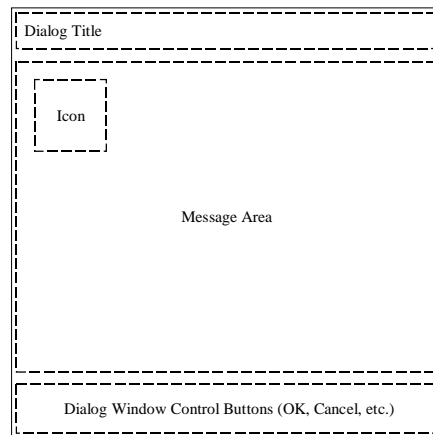 Dialog Title
Icon
Message Area
Dialog Window Control Buttons (OK, Cancel, etc.)